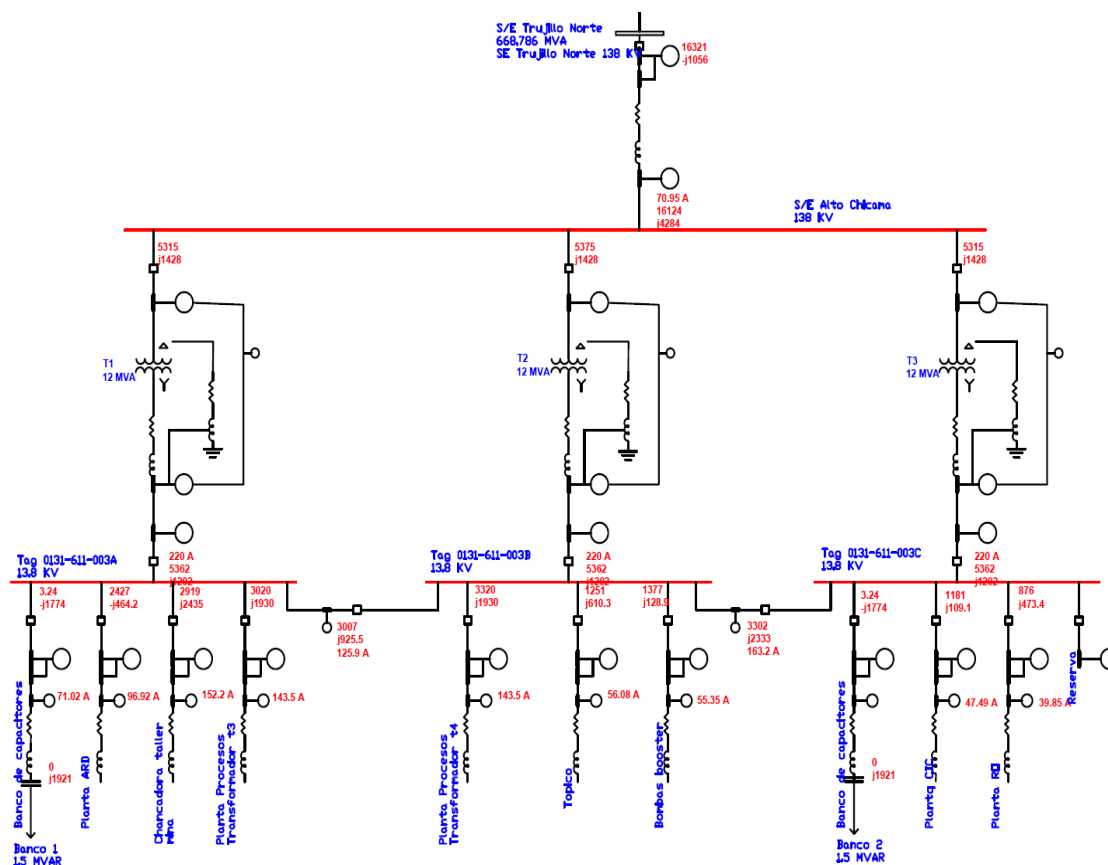 S/E Trujillo Norte
668.786 MVA
SE Trujillo Norte 138 KV
16321
-j1056
70.95 A
16124
j4284
S/E Alto Chicama
138 KV
5315
j1428
5375
j1428
5315
j1428
T1
12 MVA
T2
12 MVA
T3
12 MVA
Tag 0131-611-003A
13.8 KV
220 A
5362
j1202
Tag 0131-611-003B
13.8 KV
220 A
5362
j1202
Tag 0131-611-003C
13.8 KV
220 A
5362
j1202
3.24
-j1774
2427
-j464.2
2919
j2435
3020
j1930
3007
j925.5
125.9 A
3320
j1930
1251
j610.3
1377
j128.9
3302
j2333
163.2 A
3.24
-j1774
1181
j109.1
876
j473.4
71.02 A
96.92 A
152.2 A
143.5 A
143.5 A
56.08 A
55.35 A
47.49 A
39.85 A
Banco de capacitores
Planta ARD
Chancadora taller
mina
Planta Procesos
Transformador t3
Planta Procesos
Transformador t4
Topico
Bombas booster
Banco de capacitores
Planta CIC
Planta RO
Reserva
0
j1921
0
j1921
Banco 1
1.5 MVAR
Banco 2
1.5 MVAR